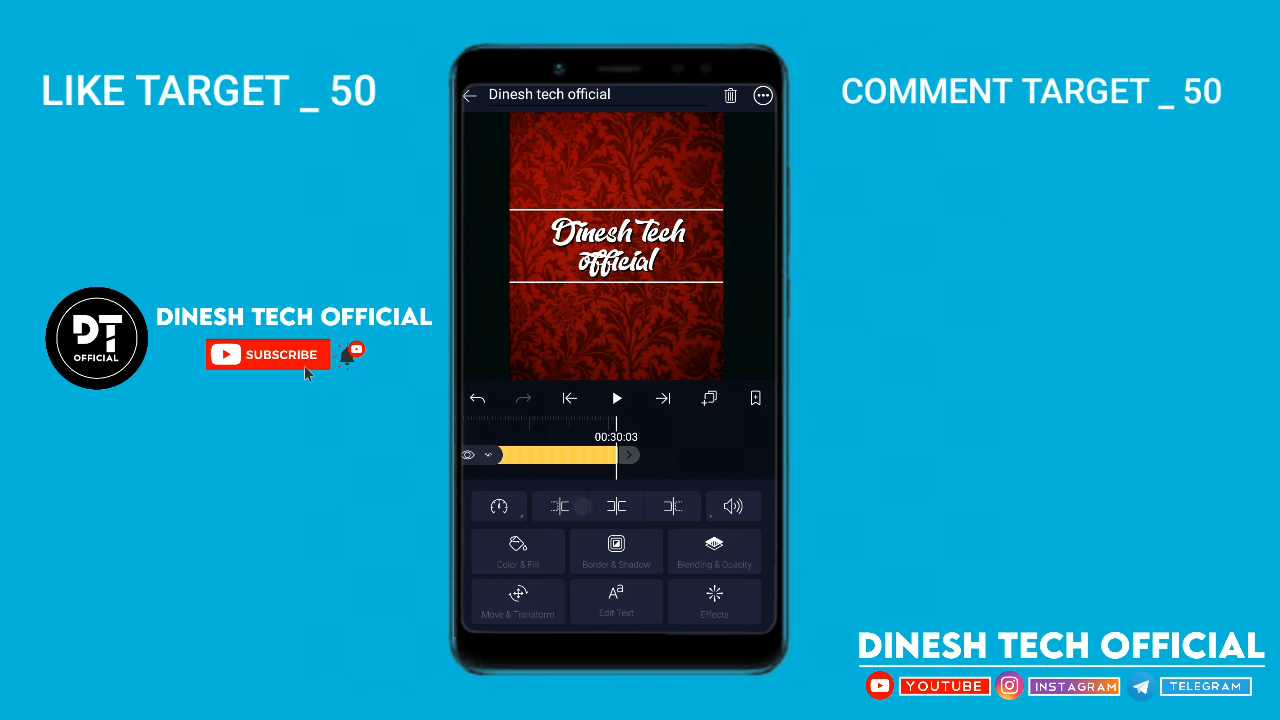 LIKE TARGET _ 50
COMMENT TARGET _ 50
Dinesh tech official
Dinesh Tech
official
DT
OFFICIAL
DINESH TECH OFFICIAL
SUBSCRIBE
00:30:03
Color & Fill
Border & Shadow
Blending & Opacity
Move & Transform
Aa
Edit Text
Effects
DINESH TECH OFFICIAL
YOUTUBE
INSTAGRAM
TELEGRAM